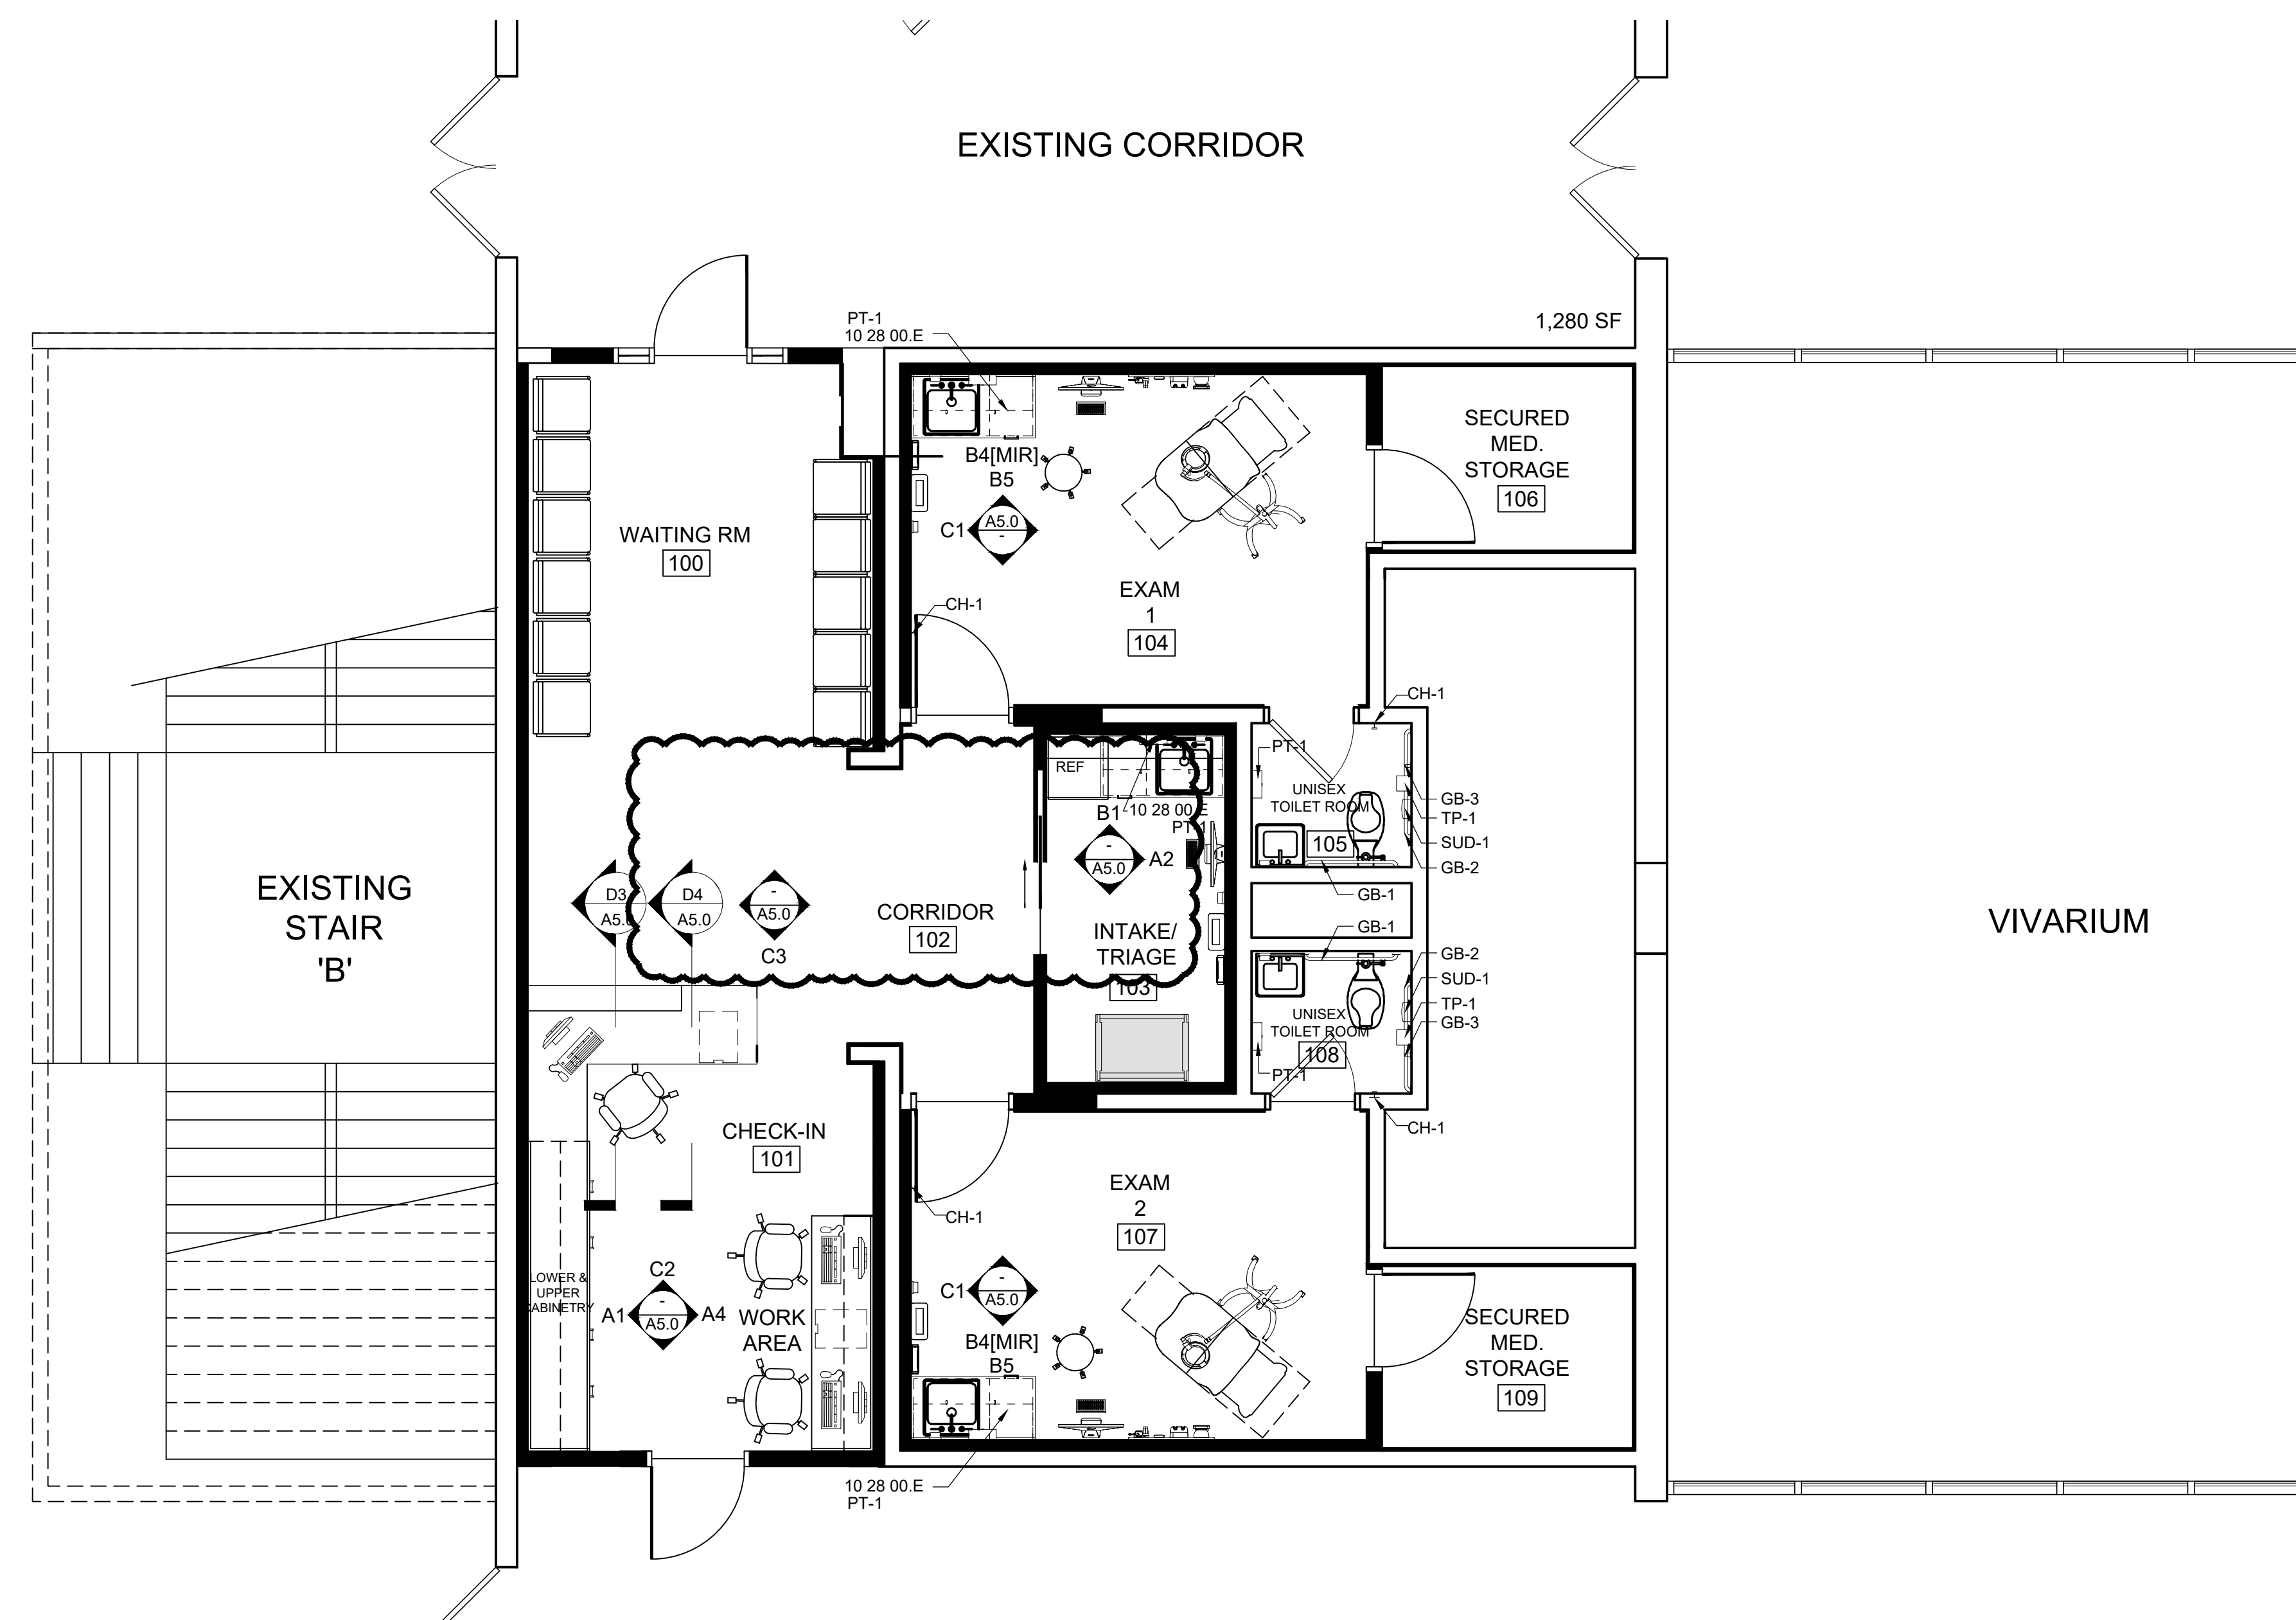 EXISTING CORRIDOR
1,280 SF
PT-1
10 28 00.E
SECURED
MED.
STORAGE
106
B4[MIR]
B5
C1
A5.0
-
WAITING RM
100
EXAM
1
104
CH-1
CH-1
REF
PT-1
UNISEX
TOILET ROOM
105
GB-3
TP-1
SUD-1
GB-2
GB-1
B1
10 28 00.E
PT-1
-
A5.0
A2
D3
A5.0
D4
A5.0
-
A5.0
C3
CORRIDOR
102
INTAKE/
TRIAGE
103
EXISTING
STAIR
'B'
VIVARIUM
GB-1
GB-2
SUD-1
TP-1
GB-3
UNISEX
TOILET ROOM
108
PT-1
CH-1
CHECK-IN
101
EXAM
2
107
CH-1
LOWER &
UPPER
CABINETRY
C2
A1
-
A5.0
A4
WORK
AREA
C1
-
A5.0
B4[MIR]
B5
SECURED
MED.
STORAGE
109
10 28 00.E
PT-1